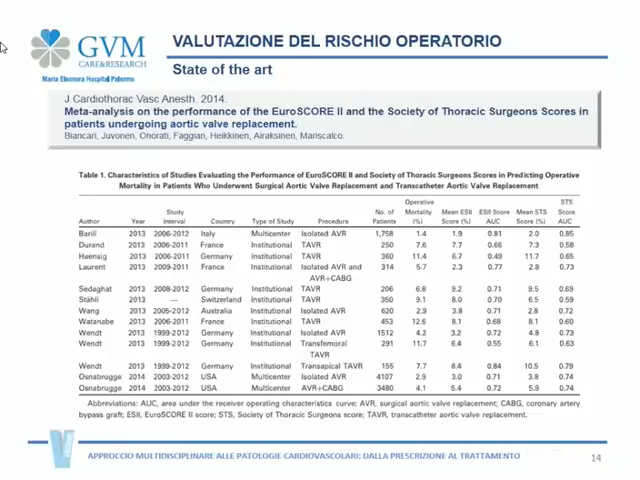 GVM
CARE&RESEARCH
Maria Eleonora Hospital Palermo
VALUTAZIONE DEL RISCHIO OPERATORIO
State of the art
J Cardiothorac Vasc Anesth. 2014.
Meta-analysis on the performance of the EuroSCORE II and the Society of Thoracic Surgeons Scores in
patients undergoing aortic valve replacement.
Biancari, Juvonen, Onorati, Faggian, Heikkinen, Airaksinen, Mariscalco.
Table 1. Characteristics of Studies Evaluating the Performance of EuroSCORE II and Society of Thoracic Surgeons Scores in Predicting Operative
Mortality in Patients Who Underwent Surgical Aortic Valve Replacement and Transcatheter Aortic Valve Replacement
Author Year Study Interval Country Type of Study Procedure No. of Patients Operative Mortality (%) Mean ESII Score (%) ESII Score AUC Mean STS Score (%) STS Score AUC
Barili 2013 2006-2012 Italy Multicenter Isolated AVR 1,758 1.4 1.9 0.81 2.0 0.85
Durand 2013 2006-2011 France Institutional TAVR 250 7.6 7.7 0.66 7.3 0.58
Haensig 2013 2006-2011 Germany Institutional TAVR 360 11.4 6.7 0.49 11.7 0.65
Laurent 2013 2009-2011 France Institutional Isolated AVR and 314 5.7 2.3 0.77 2.8 0.73
AVR+CABG
Sedaghat 2013 2008-2012 Germany Institutional TAVR 206 6.8 9.2 0.71 9.5 0.69
Stähli 2013 — Switzerland Institutional TAVR 350 9.1 8.0 0.70 6.5 0.59
Wang 2013 2005-2012 Australia Institutional Isolated AVR 620 2.9 3.8 0.71 2.8 0.72
Watanabe 2013 2006-2011 France Institutional TAVR 453 12.6 8.1 0.68 8.1 0.60
Wendt 2013 1999-2012 Germany Institutional Isolated AVR 1512 4.2 3.2 0.72 4.8 0.73
Wendt 2013 1999-2012 Germany Institutional Transfemoral 291 11.7 6.4 0.55 6.1 0.63
TAVR
Wendt 2013 1999-2012 Germany Institutional Transapical TAVR 155 7.7 8.4 0.84 10.5 0.79
Osnabrugge 2014 2003-2012 USA Multicenter Isolated AVR 4107 2.9 3.0 0.71 3.8 0.74
Osnabrugge 2014 2003-2012 USA Multicenter AVR+CABG 3480 4.1 5.4 0.72 5.9 0.74
Abbreviations: AUC, area under the receiver operating characteristics curve; AVR, surgical aortic valve replacement; CABG, coronary artery
bypass graft; ESII, EuroSCORE II score; STS, Society of Thoracic Surgeons score; TAVR, transcatheter aortic valve replacement.
APPROCCIO MULTIDISCIPLINARE ALLE PATOLOGIE CARDIOVASCOLARI: DALLA PRESCRIZIONE AL TRATTAMENTO
14